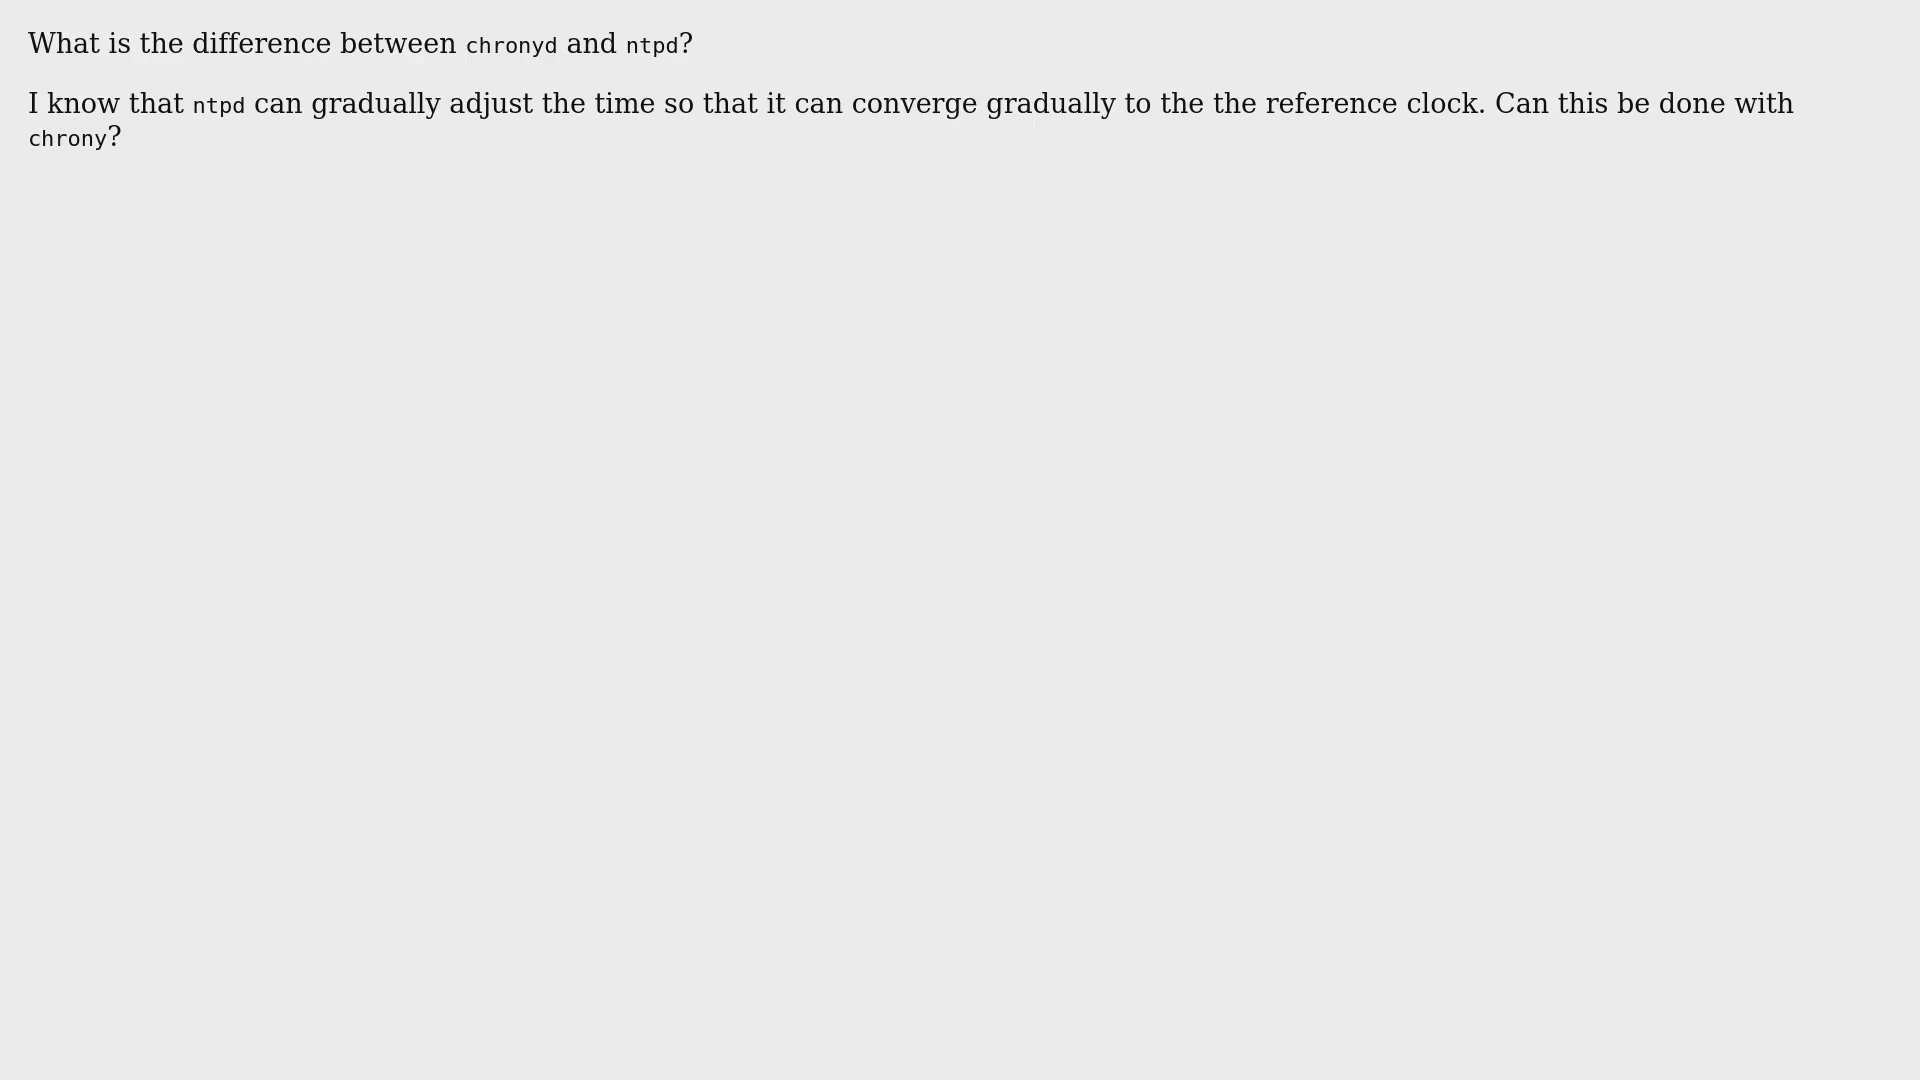 What is the difference between chronyd and ntpd?
I know that ntpd can gradually adjust the time so that it can converge gradually to the the reference clock. Can this be done with
chrony?